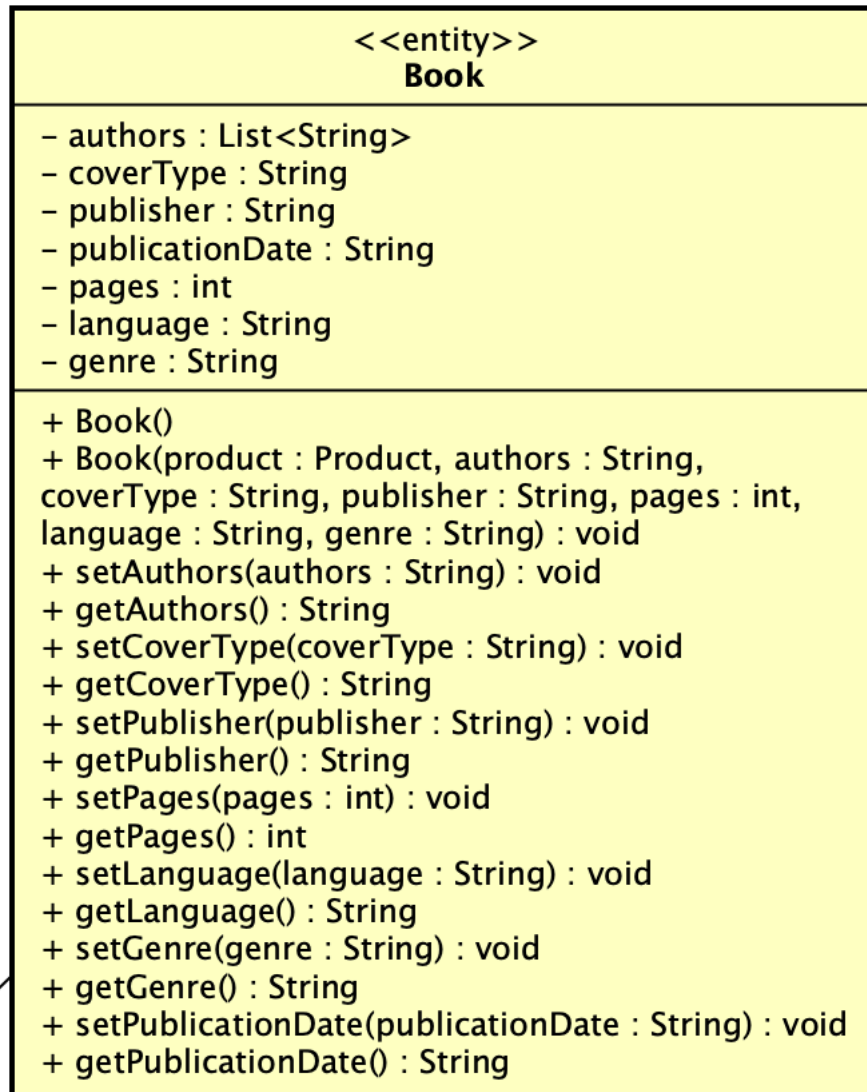 <<entity>>
Book
– authors : List<String>
– coverType : String
– publisher : String
– publicationDate : String
– pages : int
– language : String
– genre : String
+ Book()
+ Book(product : Product, authors : String,
coverType : String, publisher : String, pages : int,
language : String, genre : String) : void
+ setAuthors(authors : String) : void
+ getAuthors() : String
+ setCoverType(coverType : String) : void
+ getCoverType() : String
+ setPublisher(publisher : String) : void
+ getPublisher() : String
+ setPages(pages : int) : void
+ getPages() : int
+ setLanguage(language : String) : void
+ getLanguage() : String
+ setGenre(genre : String) : void
+ getGenre() : String
+ setPublicationDate(publicationDate : String) : void
+ getPublicationDate() : String